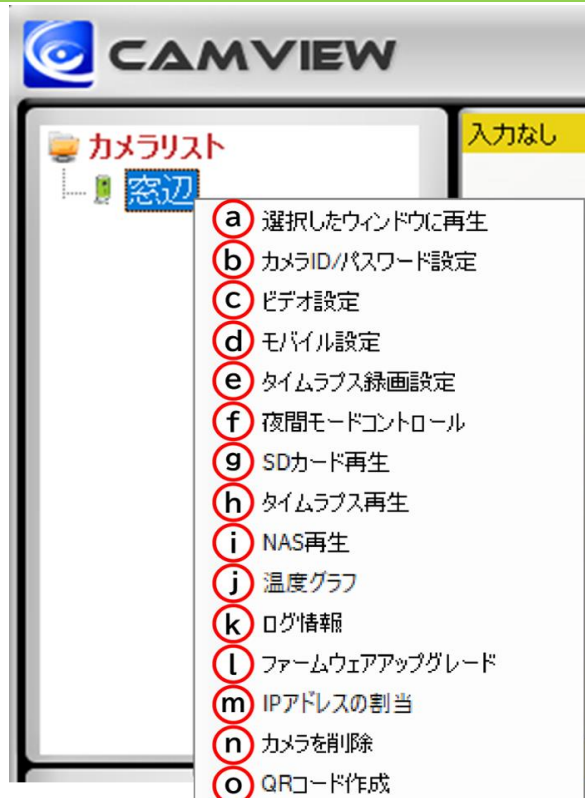 CAMVIEW
カメラリスト
入力なし
窓辺
a 選択したウィンドウに再生
b カメラID/パスワード設定
c ビデオ設定
d モバイル設定
e タイムラプス録画設定
f 夜間モードコントロール
g SDカード再生
h タイムラプス再生
i NAS再生
j 温度グラフ
k ログ情報
l ファームウェアアップグレード
m IPアドレスの割当
n カメラを削除
o QRコード作成